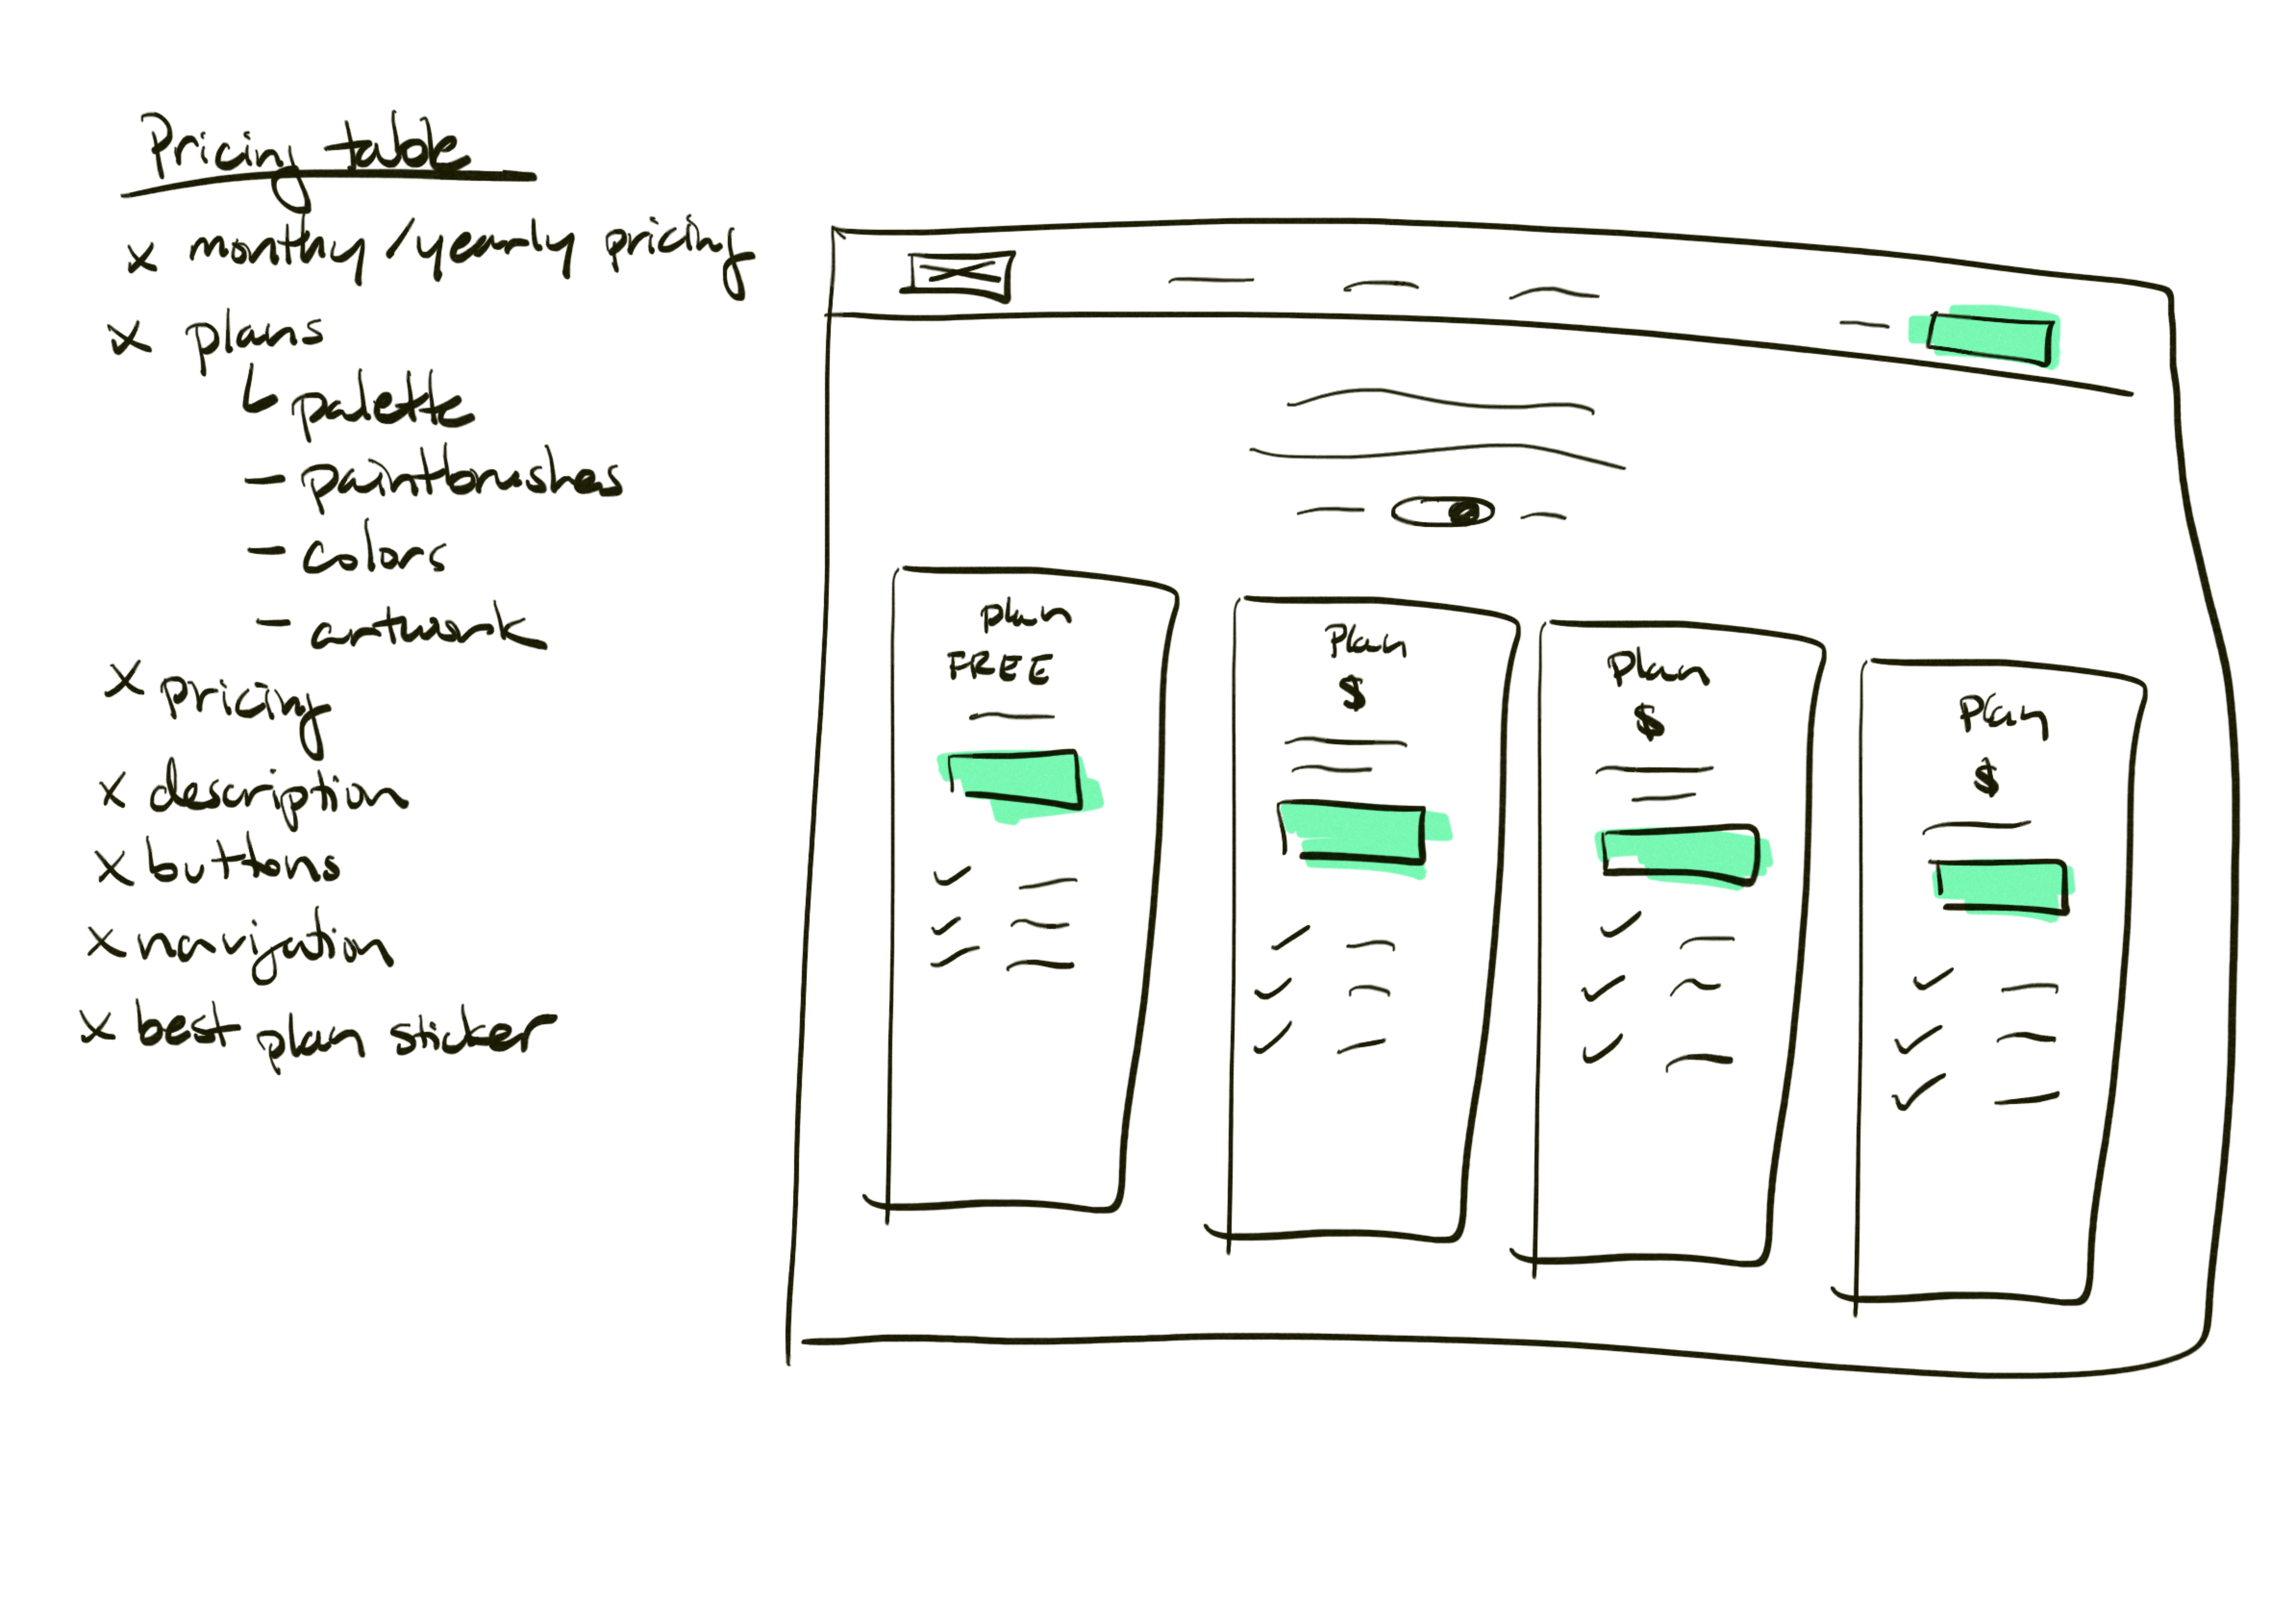 Pricing table
x monthy/yearly pricing
x plans
↳ palette
- paintbrushes
- colors
- artwork
x pricing
x description
x buttons
x navigation
x best plan sticker
plan
FREE
Plan
$
Plan
$
Plan
$